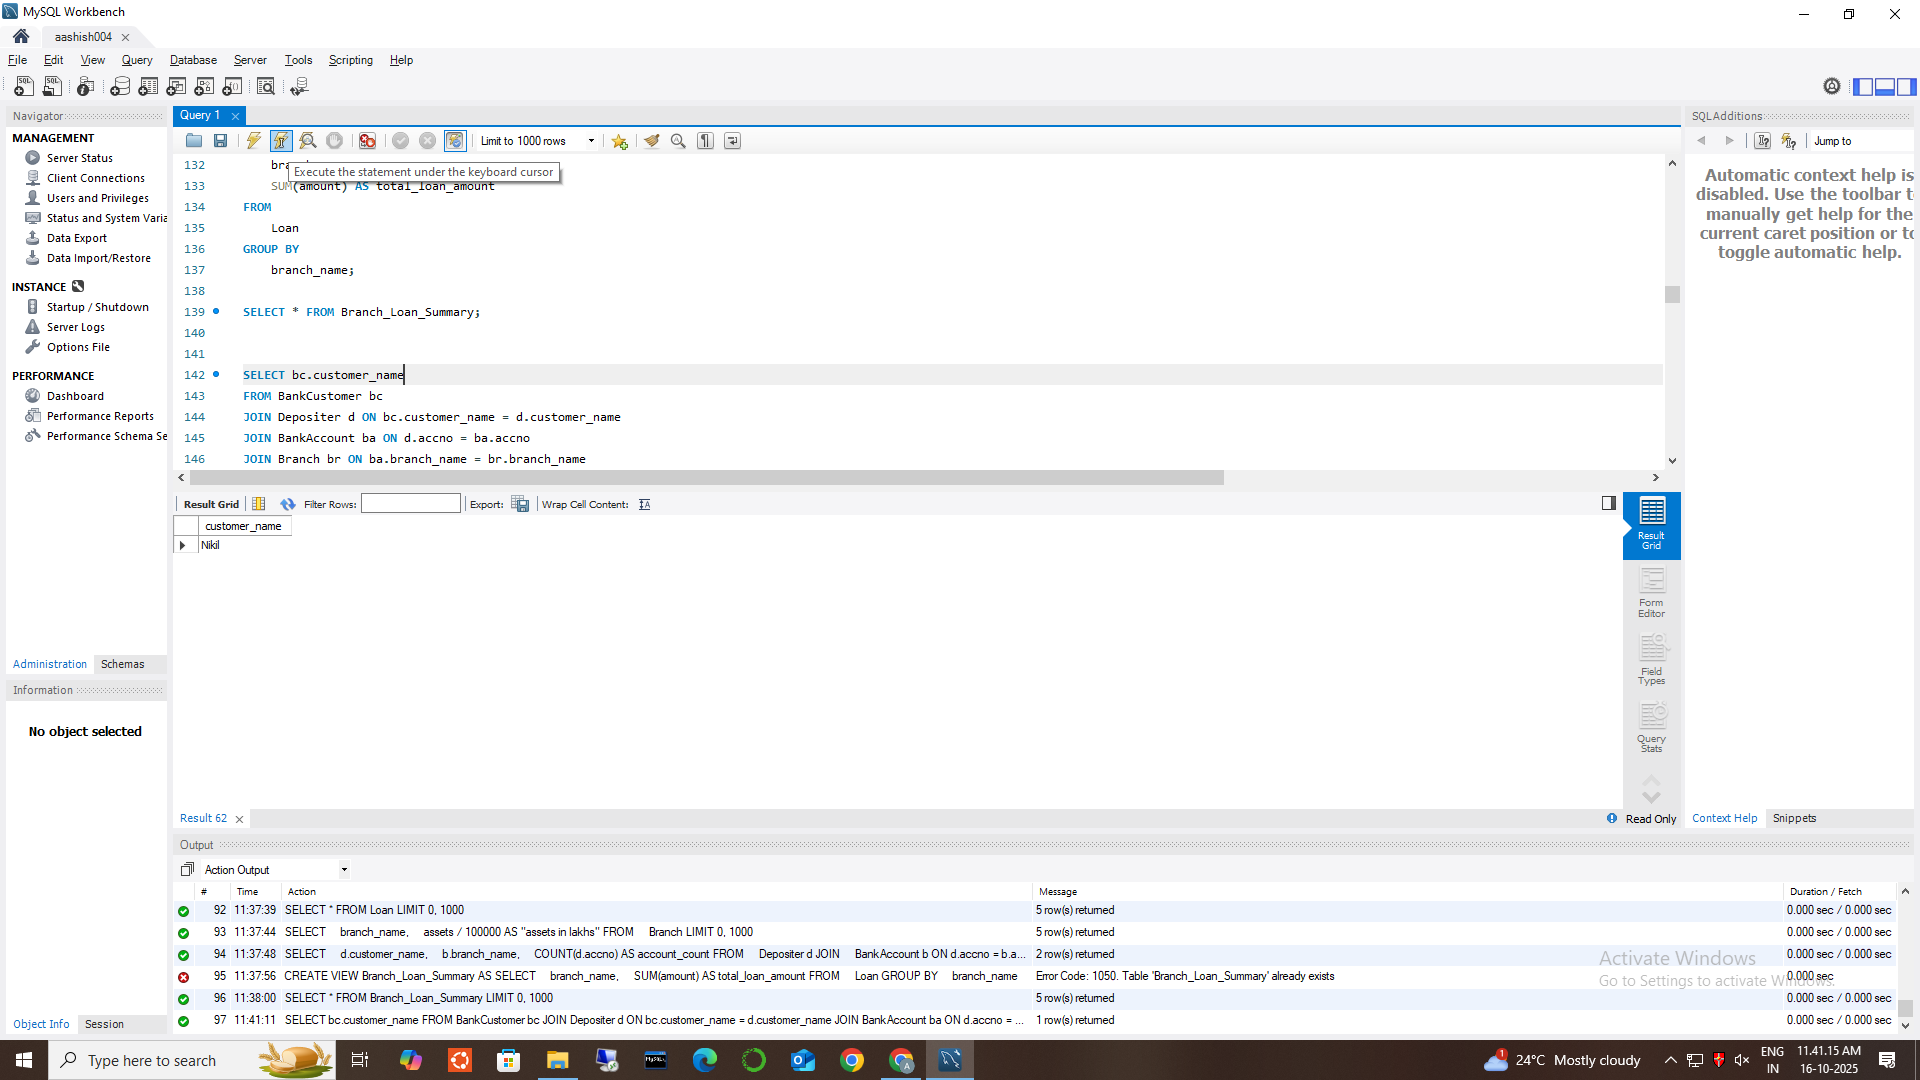 MySQL Workbench
aashish004
File Edit View Query Database Server Tools Scripting Help
Navigator
MANAGEMENT
Server Status
Client Connections
Users and Privileges
Status and System Varia
Data Export
Data Import/Restore
INSTANCE
Startup / Shutdown
Server Logs
Options File
PERFORMANCE
Dashboard
Performance Reports
Performance Schema Se
Administration Schemas
Information
No object selected
Object Info Session
Query 1
Limit to 1000 rows
Execute the statement under the keyboard cursor
132
133 SUM(amount) AS total_loan_amount
134 FROM
135 Loan
136 GROUP BY
137 branch_name;
138
139 SELECT * FROM Branch_Loan_Summary;
140
141
142 SELECT bc.customer_name
143 FROM BankCustomer bc
144 JOIN Depositer d ON bc.customer_name = d.customer_name
145 JOIN BankAccount ba ON d.accno = ba.accno
146 JOIN Branch br ON ba.branch_name = br.branch_name
Result Grid Filter Rows: Export: Wrap Cell Content:
customer_name
Nikil
Result Grid
Form Editor
Field Types
Query Stats
Result 62
Read Only
SQLAdditions
Jump to
Automatic context help is
disabled. Use the toolbar t
manually get help for the
current caret position or to
toggle automatic help.
Context Help Snippets
Output
Action Output
# Time Action Message Duration / Fetch
92 11:37:39 SELECT * FROM Loan LIMIT 0, 1000 5 row(s) returned 0.000 sec / 0.000 sec
93 11:37:44 SELECT branch_name, assets / 100000 AS "assets in lakhs" FROM Branch LIMIT 0, 1000 5 row(s) returned 0.000 sec / 0.000 sec
94 11:37:48 SELECT d.customer_name, b.branch_name, COUNT(d.accno) AS account_count FROM Depositer d JOIN BankAccount b ON d.accno = b.a... 2 row(s) returned 0.000 sec / 0.000 sec
95 11:37:56 CREATE VIEW Branch_Loan_Summary AS SELECT branch_name, SUM(amount) AS total_loan_amount FROM Loan GROUP BY branch_name Error Code: 1050. Table 'Branch_Loan_Summary' already exists 0.000 sec
96 11:38:00 SELECT * FROM Branch_Loan_Summary LIMIT 0, 1000 5 row(s) returned 0.000 sec / 0.000 sec
97 11:41:11 SELECT bc.customer_name FROM BankCustomer bc JOIN Depositer d ON bc.customer_name = d.customer_name JOIN BankAccount ba ON d.accno = ... 1 row(s) returned 0.000 sec / 0.000 sec
Activate Windows
Go to Settings to activate Windows.
Type here to search
24°C Mostly cloudy
ENG
IN
11.41.15 AM
16-10-2025